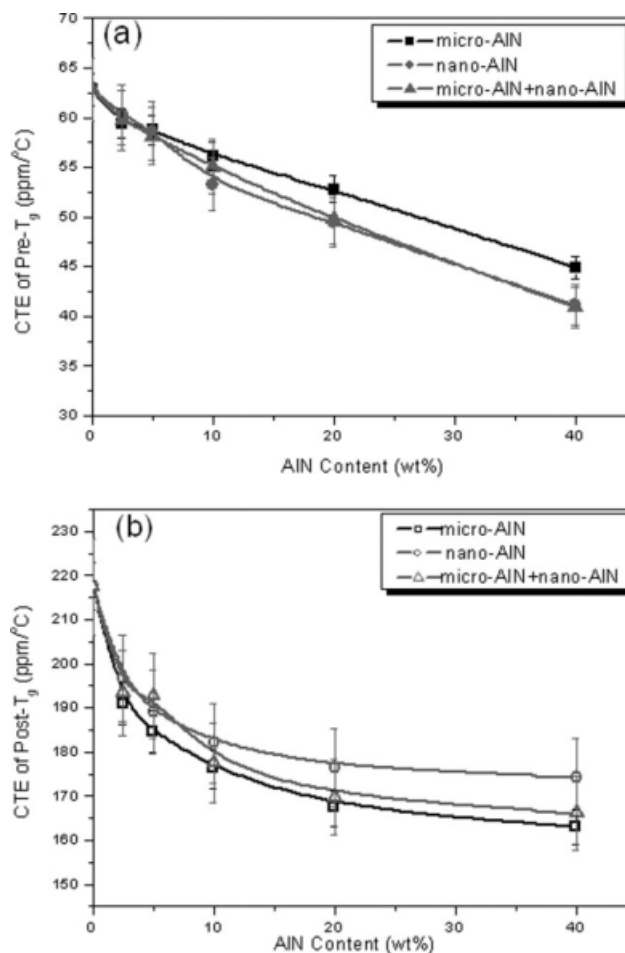 (a)
micro-AlN
nano-AlN
micro-AlN+nano-AlN
CTE of Pre-Tg (ppm/°C)
70
65
60
55
50
45
40
35
30
0 10 20 30 40
AlN Content (wt%)
(b)
micro-AlN
nano-AlN
micro-AlN+nano-AlN
CTE of Post-Tg (ppm/°C)
230
220
210
200
190
180
170
160
150
0 10 20 30 40
AlN Content (wt%)